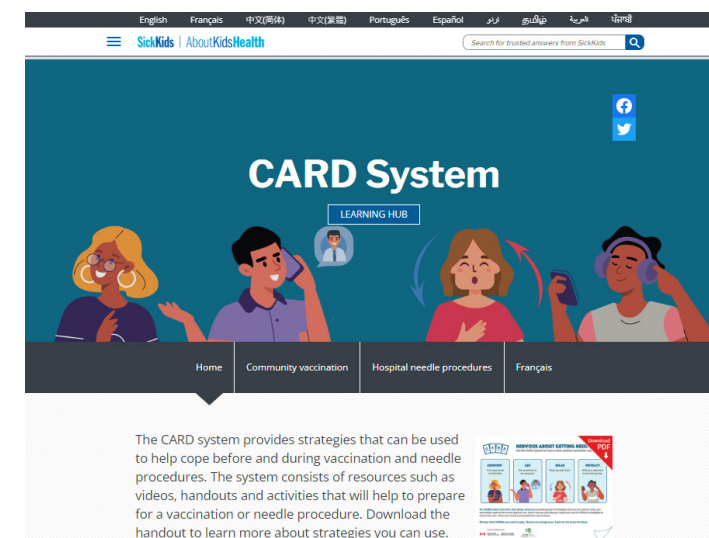 English Français 中文(简体) 中文(繁體) Português Español اردو தமிழ் العربية ਪੰਜਾਬੀ
SickKids | AboutKidsHealth
Search for trusted answers from SickKids
CARD System
LEARNING HUB
Home Community vaccination Hospital needle procedures Français
The CARD system provides strategies that can be used
to help cope before and during vaccination and needle
procedures. The system consists of resources such as
videos, handouts and activities that will help to prepare
for a vaccination or needle procedure. Download the
handout to learn more about strategies you can use.
Download
PDF
NERVOUS ABOUT GETTING
COMFORT ASK RELAX DISTRACT